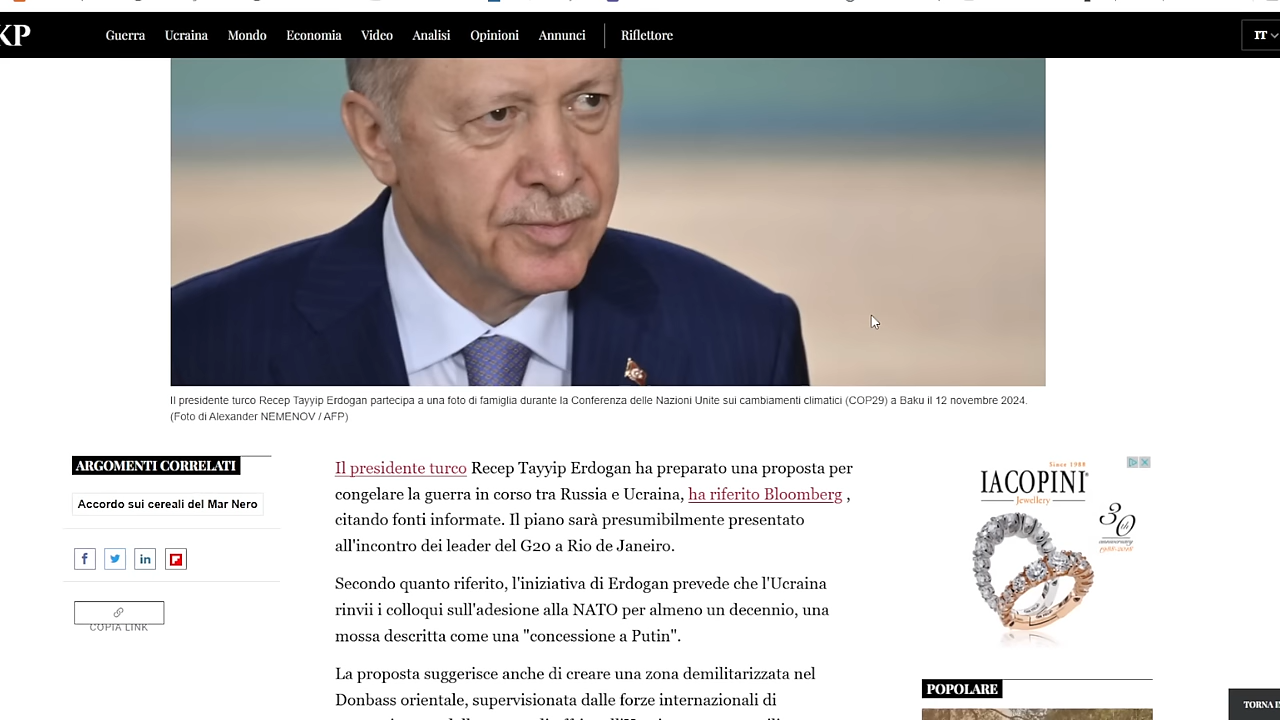 KP
Guerra Ucraina Mondo Economia Video Analisi Opinioni Annunci Riflettore
IT
Il presidente turco Recep Tayyip Erdogan partecipa a una foto di famiglia durante la Conferenza delle Nazioni Unite sui cambiamenti climatici (COP29) a Baku il 12 novembre 2024.
(Foto di Alexander NEMENOV / AFP)
ARGOMENTI CORRELATI
Accordo sui cereali del Mar Nero
COPIA LINK
Il presidente turco Recep Tayyip Erdogan ha preparato una proposta per
congelare la guerra in corso tra Russia e Ucraina, ha riferito Bloomberg ,
citando fonti informate. Il piano sarà presumibilmente presentato
all'incontro dei leader del G20 a Rio de Janeiro.
Secondo quanto riferito, l'iniziativa di Erdogan prevede che l'Ucraina
rinvii i colloqui sull'adesione alla NATO per almeno un decennio, una
mossa descritta come una "concessione a Putin".
La proposta suggerisce anche di creare una zona demilitarizzata nel
Donbass orientale, supervisionata dalle forze internazionali di
Since 1988
IACOPINI
Jewellery
30th
anniversary
1988-2018
POPOLARE
TORNA I